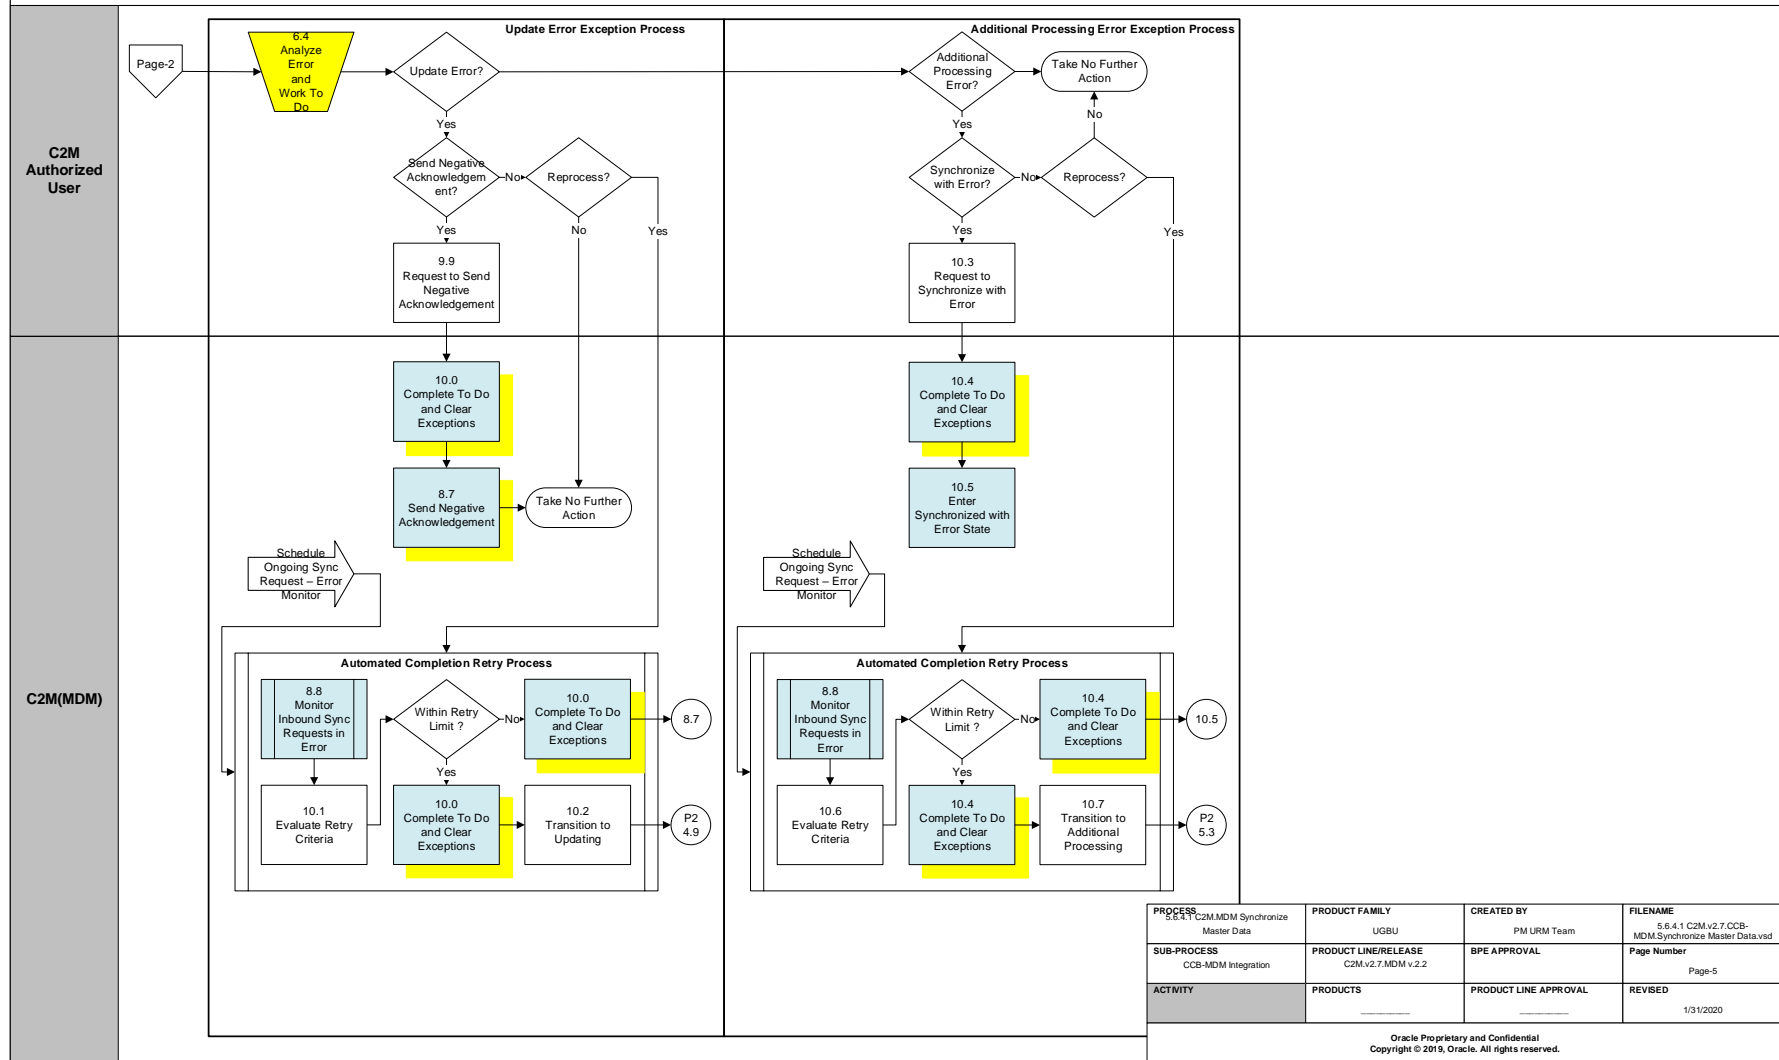 Update Error Exception Process
Additional Processing Error Exception Process
C2M
Authorized
User
Page-2
6.4
Analyze
Error
and
Work To
Do
Update Error?
Additional
Processing
Error?
Take No Further
Action
Yes
Yes
No
Send Negative
Acknowledgem
ent?
No
Reprocess?
Synchronize
with Error?
No
Reprocess?
Yes
No
Yes
Yes
Yes
9.9
Request to Send
Negative
Acknowledgement
10.3
Request to
Synchronize with
Error
C2M(MDM)
10.0
Complete To Do
and Clear
Exceptions
10.4
Complete To Do
and Clear
Exceptions
8.7
Send Negative
Acknowledgement
Take No Further
Action
10.5
Enter
Synchronized with
Error State
Schedule
Ongoing Sync
Request – Error
Monitor
Schedule
Ongoing Sync
Request – Error
Monitor
Automated Completion Retry Process
8.8
Monitor
Inbound Sync
Requests in
Error
Within Retry
Limit ?
No
10.0
Complete To Do
and Clear
Exceptions
8.7
Yes
10.1
Evaluate Retry
Criteria
10.0
Complete To Do
and Clear
Exceptions
10.2
Transition to
Updating
P2
4.9
Automated Completion Retry Process
8.8
Monitor
Inbound Sync
Requests in
Error
Within Retry
Limit ?
No
10.4
Complete To Do
and Clear
Exceptions
10.5
Yes
10.6
Evaluate Retry
Criteria
10.4
Complete To Do
and Clear
Exceptions
10.7
Transition to
Additional
Processing
P2
5.3
PROCESS
5.6.4.1 C2M.MDM Synchronize
Master Data
PRODUCT FAMILY
UGBU
CREATED BY
PM URM Team
FILENAME
5.6.4.1 C2M.v2.7.CCB-
MDM.Synchronize Master Data.vsd
SUB-PROCESS
CCB-MDM Integration
PRODUCT LINE/RELEASE
C2M.v2.7.MDM v.2.2
BPE APPROVAL
Page Number
Page-5
ACTIVITY
PRODUCTS
___________
PRODUCT LINE APPROVAL
___________
REVISED
1/31/2020
Oracle Proprietary and Confidential
Copyright © 2019, Oracle. All rights reserved.